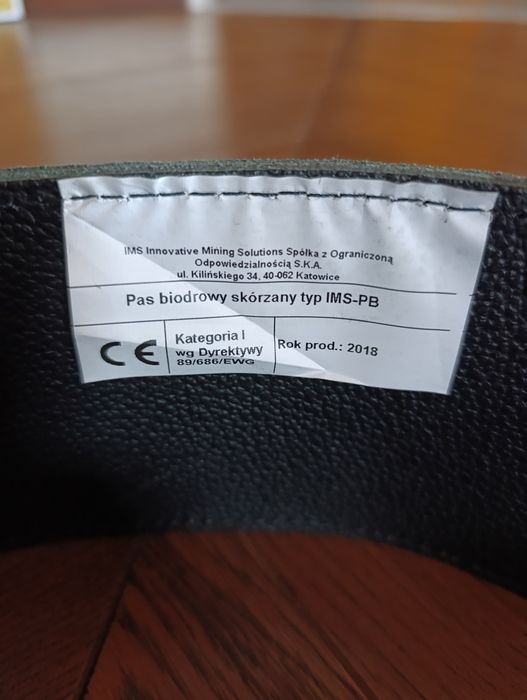 IMS Innovative Mining Solutions Spółka z Ograniczoną
Odpowiedzialnością S.K.A.
ul. Kilińskiego 34, 40-062 Katowice
Pas biodrowy skórzany typ IMS-PB
CE
Kategoria I
wg Dyrektywy
89/686/EWG
Rok prod.: 2018